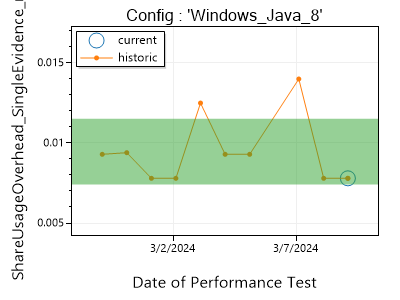 Config : 'Windows_Java_8'
current
historic
0.015
0.01
0.005
3/2/2024
3/7/2024
Date of Performance Test
ShareUsageOverhead_SingleEvidence_